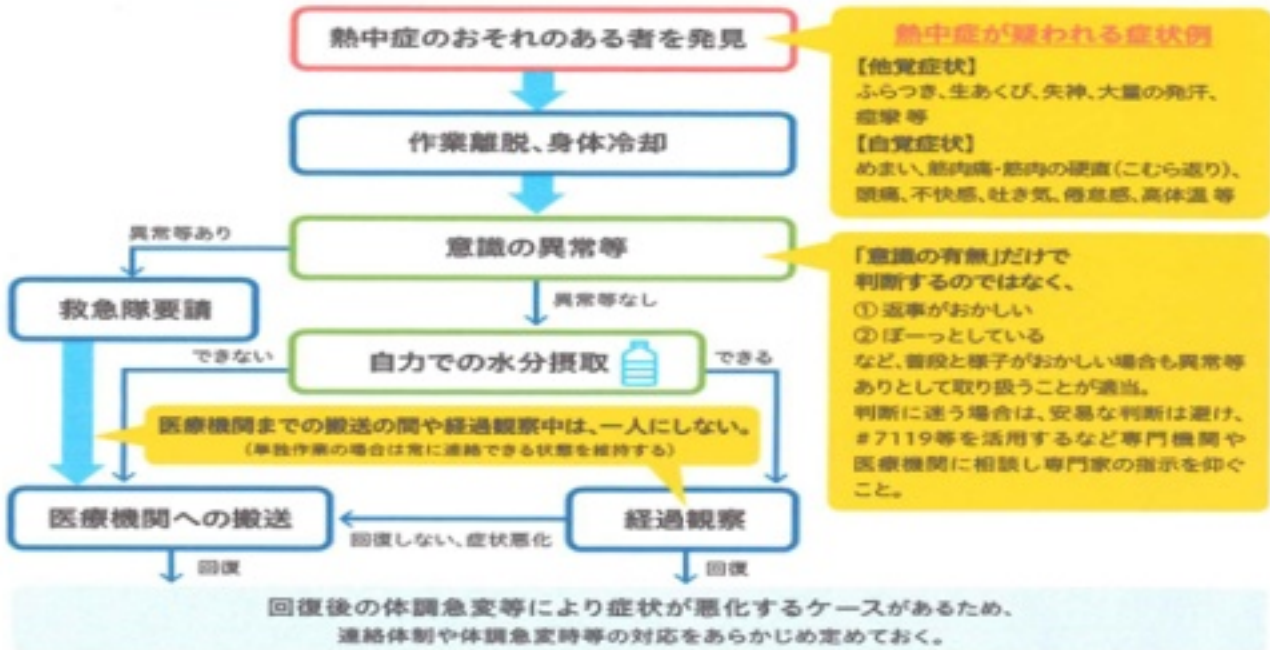 熱中症のおそれのある者を発見
熱中症が疑われる症状例
【他覚症状】
ふらつき、生あくび、失神、大量の発汗、
痙攣 等
【自覚症状】
めまい、筋肉痛・筋肉の硬直(こむら返り)、
頭痛、不快感、吐き気、倦怠感、高体温 等
作業離脱、身体冷却
異常等あり
意識の異常等
「意識の有無」だけで
判断するのではなく、
① 返事がおかしい
② ぼーっとしている
など、普段と様子がおかしい場合も異常等
ありとして取り扱うことが適当。
判断に迷う場合は、安易な判断は避け、
#7119等を活用するなど専門機関や
医療機関に相談し専門家の指示を仰ぐ
こと。
救急隊要請
異常等なし
できない
自力での水分摂取
できる
医療機関までの搬送の間や経過観察中は、一人にしない。
(単独作業の場合は常に連絡できる状態を維持する)
医療機関への搬送
回復しない、症状悪化
経過観察
回復
回復
回復後の体調急変等により症状が悪化するケースがあるため、
連絡体制や体調急変時等の対応をあらかじめ定めておく。